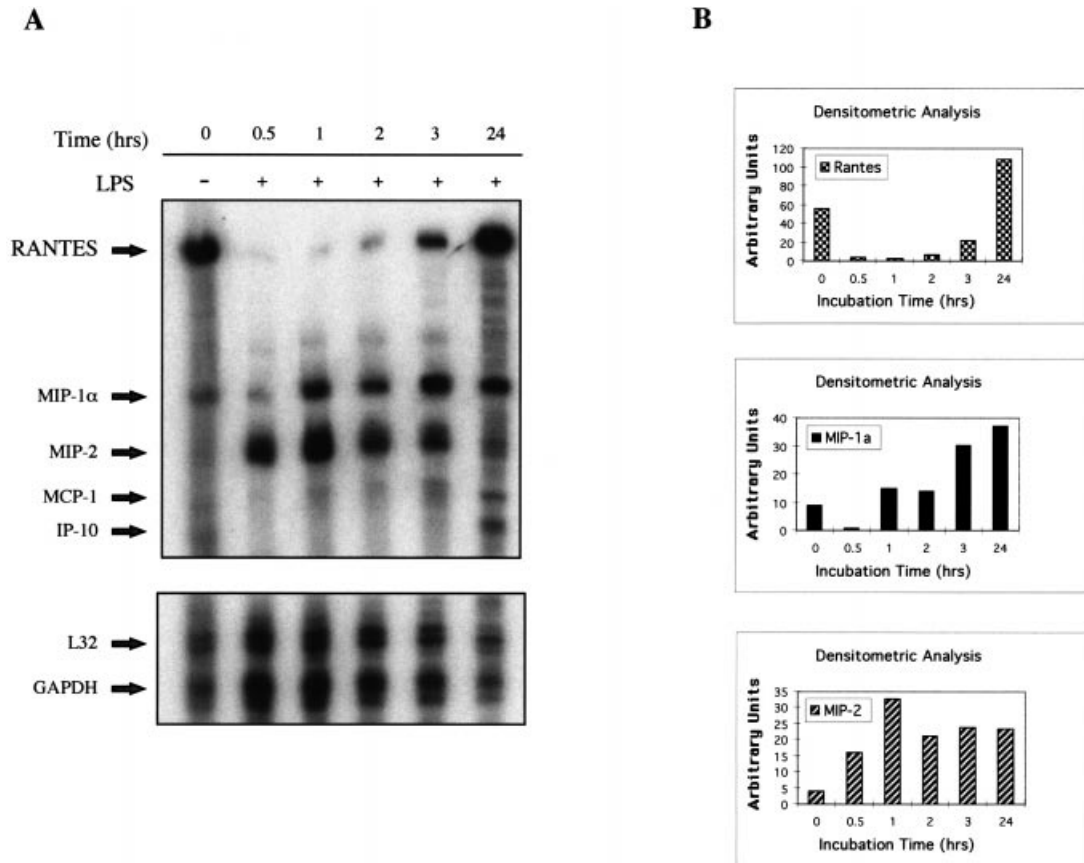 A
Time (hrs) 0 0.5 1 2 3 24
LPS - + + + + +
RANTES
MIP-1α
MIP-2
MCP-1
IP-10
L32
GAPDH
B
Densitometric Analysis
Arbitrary Units
120
100
80
60
40
20
0
Rantes
0 0.5 1 2 3 24
Incubation Time (hrs)
Densitometric Analysis
Arbitrary Units
40
30
20
10
0
MIP-1a
0 0.5 1 2 3 24
Incubation Time (hrs)
Densitometric Analysis
Arbitrary Units
35
30
25
20
15
10
5
0
MIP-2
0 0.5 1 2 3 24
Incubation Time (hrs)